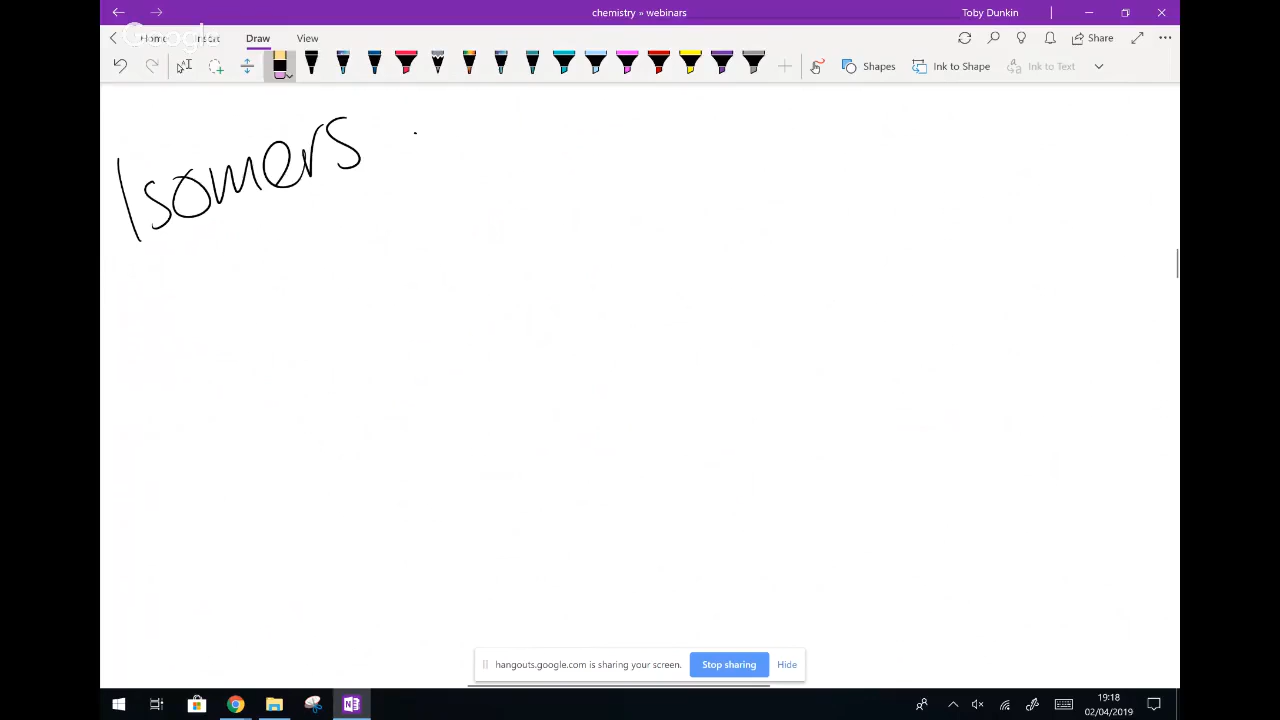 chemistry » webinars
Toby Dunkin
Google
Home Insert Draw View
Share
Shapes Ink to Shape Ink to Text
Isomers
hangouts.google.com is sharing your screen. Stop sharing Hide
19:18
02/04/2019